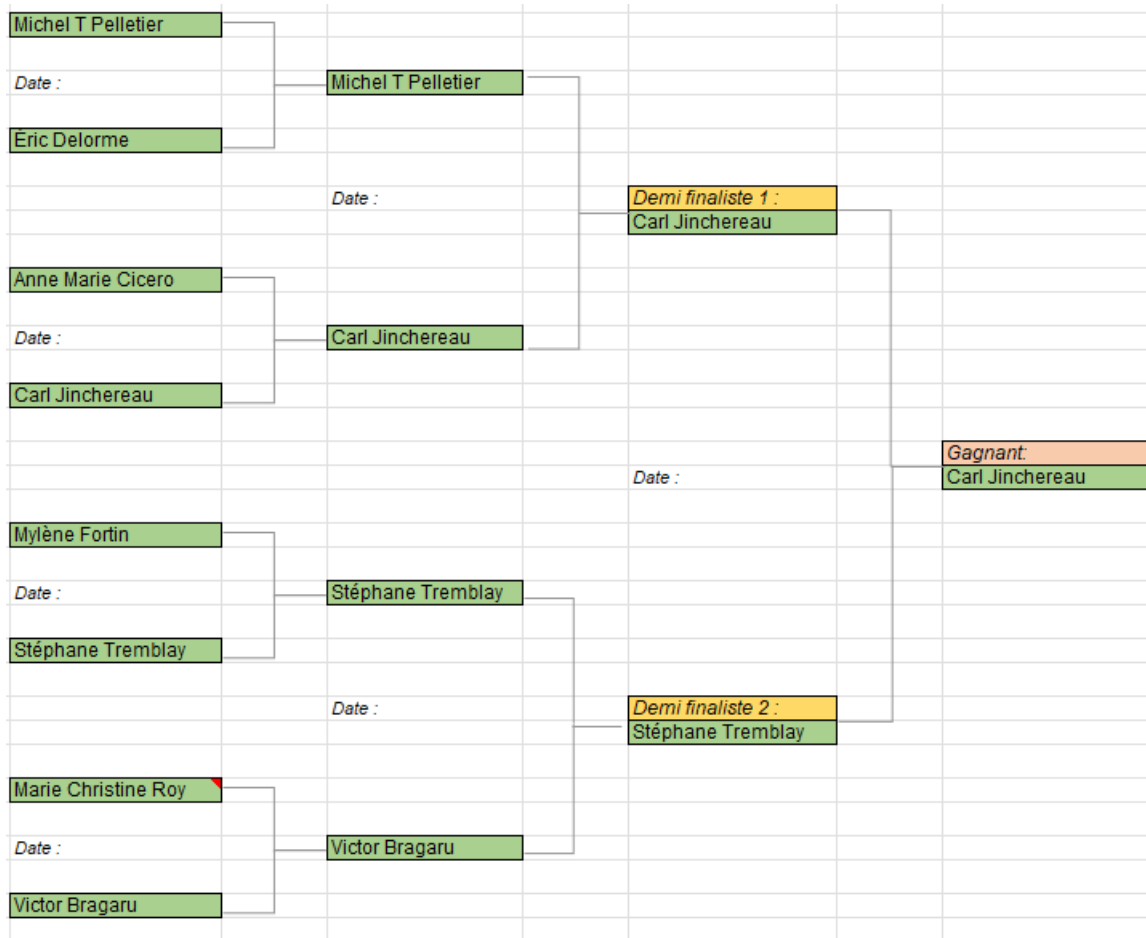 Michel T Pelletier
Date :
Michel T Pelletier
Éric Delorme
Date :
Demi finaliste 1 :
Carl Jinchereau
Anne Marie Cicero
Date :
Carl Jinchereau
Carl Jinchereau
Gagnant:
Date :
Carl Jinchereau
Mylène Fortin
Date :
Stéphane Tremblay
Stéphane Tremblay
Date :
Demi finaliste 2 :
Stéphane Tremblay
Marie Christine Roy
Date :
Victor Bragaru
Victor Bragaru